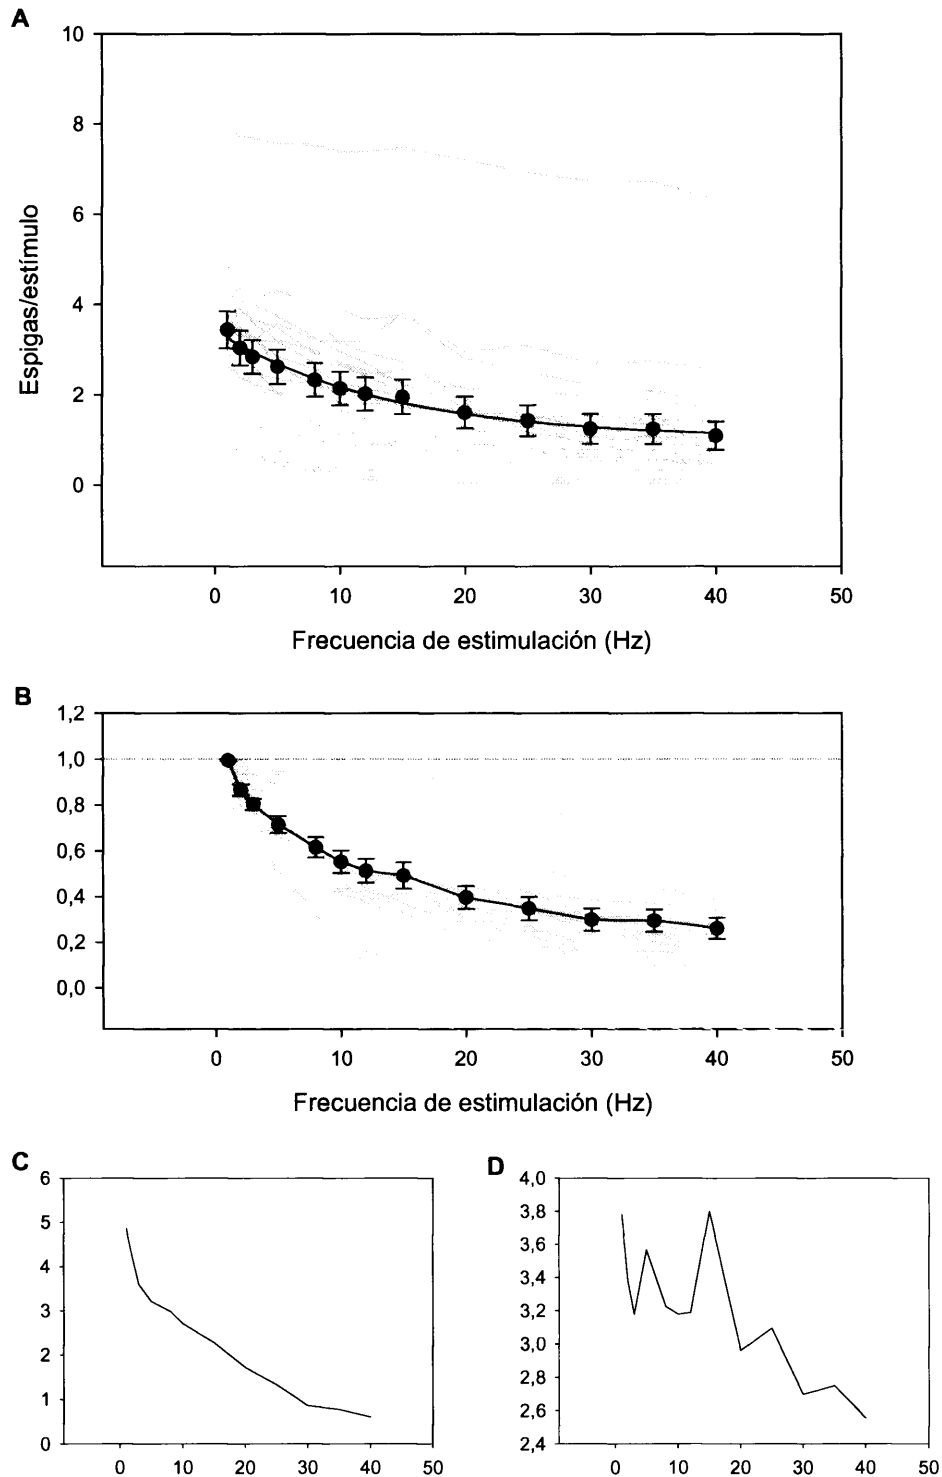 A
10
8
6
4
2
0
Espigas/estímulo
0 10 20 30 40 50
Frecuencia de estimulación (Hz)
B
1,2
1,0
0,8
0,6
0,4
0,2
0,0
0 10 20 30 40 50
Frecuencia de estimulación (Hz)
C
6
5
4
3
2
1
0
0 10 20 30 40 50
D
4,0
3,8
3,6
3,4
3,2
3,0
2,8
2,6
2,4
0 10 20 30 40 50